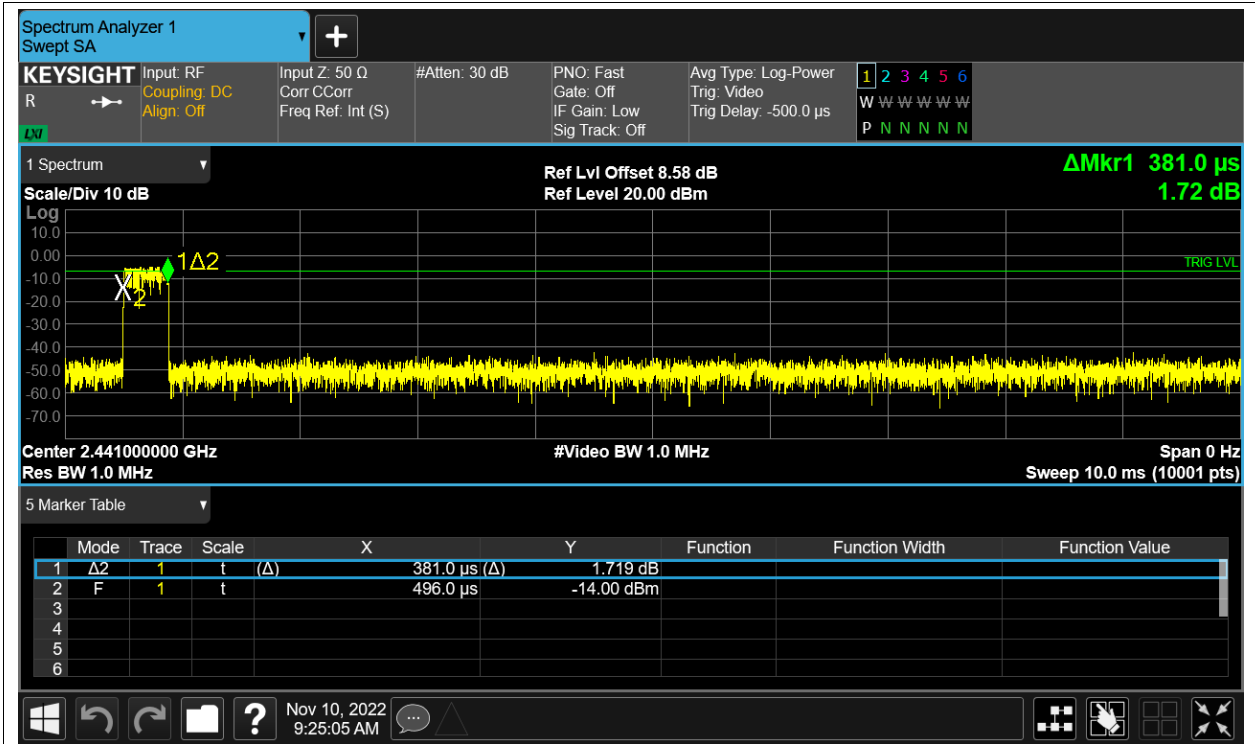 Spectrum Analyzer 1
Swept SA
KEYSIGHT
R
LXI
Input: RF
Coupling: DC
Align: Off
Input Z: 50 Ω
Corr CCorr
Freq Ref: Int (S)
#Atten: 30 dB
PNO: Fast
Gate: Off
IF Gain: Low
Sig Track: Off
Avg Type: Log-Power
Trig: Video
Trig Delay: -500.0 µs
1 2 3 4 5 6
W W W W W W
P N N N N N
1 Spectrum
Scale/Div 10 dB
Ref Lvl Offset 8.58 dB
Ref Level 20.00 dBm
ΔMkr1 381.0 µs
1.72 dB
Log
10.0
0.00
-10.0
-20.0
-30.0
-40.0
-50.0
-60.0
-70.0
1Δ2
X2
TRIG LVL
Center 2.441000000 GHz
#Video BW 1.0 MHz
Span 0 Hz
Res BW 1.0 MHz
Sweep 10.0 ms (10001 pts)
5 Marker Table
Mode Trace Scale X Y Function Function Width Function Value
1 Δ2 1 t (Δ) 381.0 µs (Δ) 1.719 dB
2 F 1 t 496.0 µs -14.00 dBm
3
4
5
6
?
Nov 10, 2022
9:25:05 AM